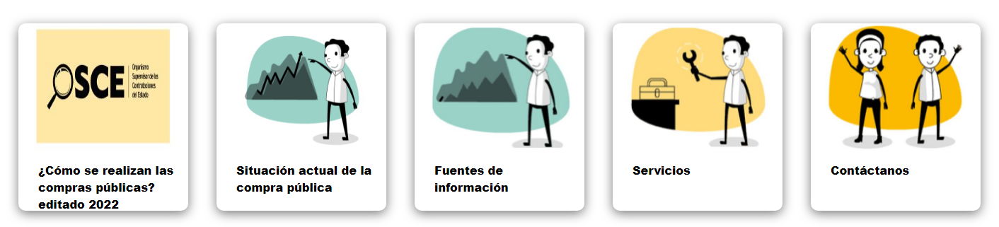 OSCE
Organismo
Supervisor de las
Contrataciones
del Estado
¿Cómo se realizan las
compras públicas?
editado 2022
Situación actual de la
compra pública
Fuentes de
información
Servicios
Contáctanos